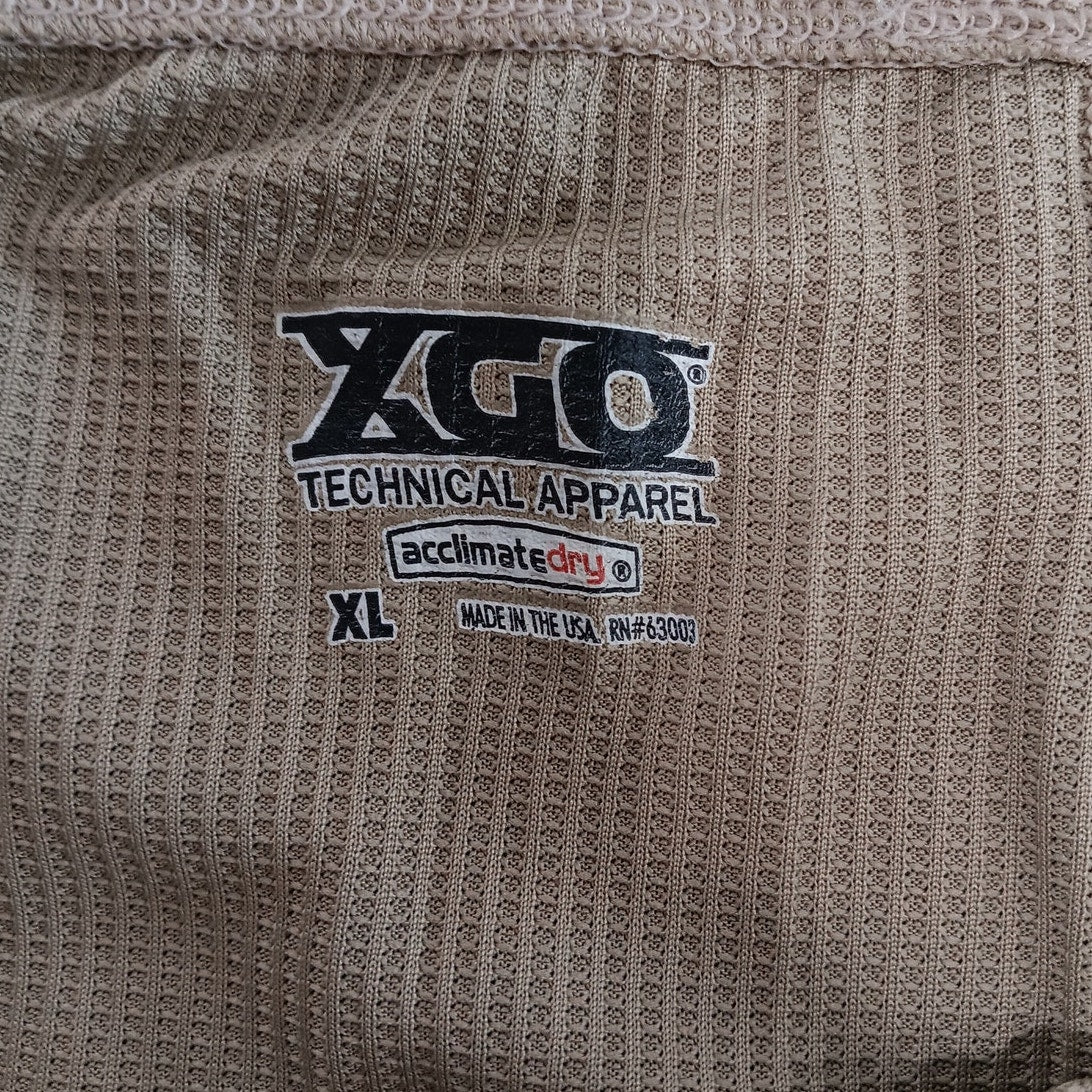 XGO®
TECHNICAL APPAREL
acclimatedry®
XL MADE IN THE USA. RN#63003